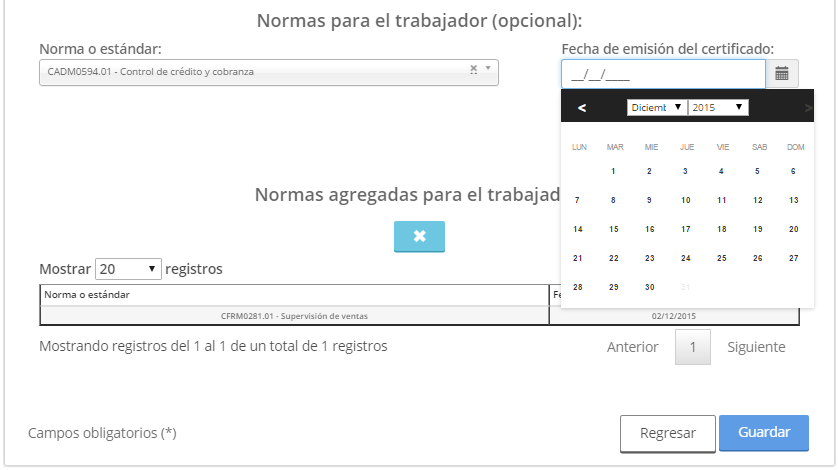 Normas para el trabajador (opcional):
Norma o estándar: Fecha de emisión del certificado:
CADM0594.01 - Control de crédito y cobranza
__/__/____
< Diciemb 2015 >
LUN MAR MIE JUE VIE SAB DOM
1 2 3 4 5 6
7 8 9 10 11 12 13
14 15 16 17 18 19 20
21 22 23 24 25 26 27
28 29 30 31
Normas agregadas para el trabajad
Mostrar 20 registros
Norma o estándar Fe
CFRM0281.01 - Supervisión de ventas 02/12/2015
Mostrando registros del 1 al 1 de un total de 1 registros
Anterior 1 Siguiente
Campos obligatorios (*)
Regresar Guardar